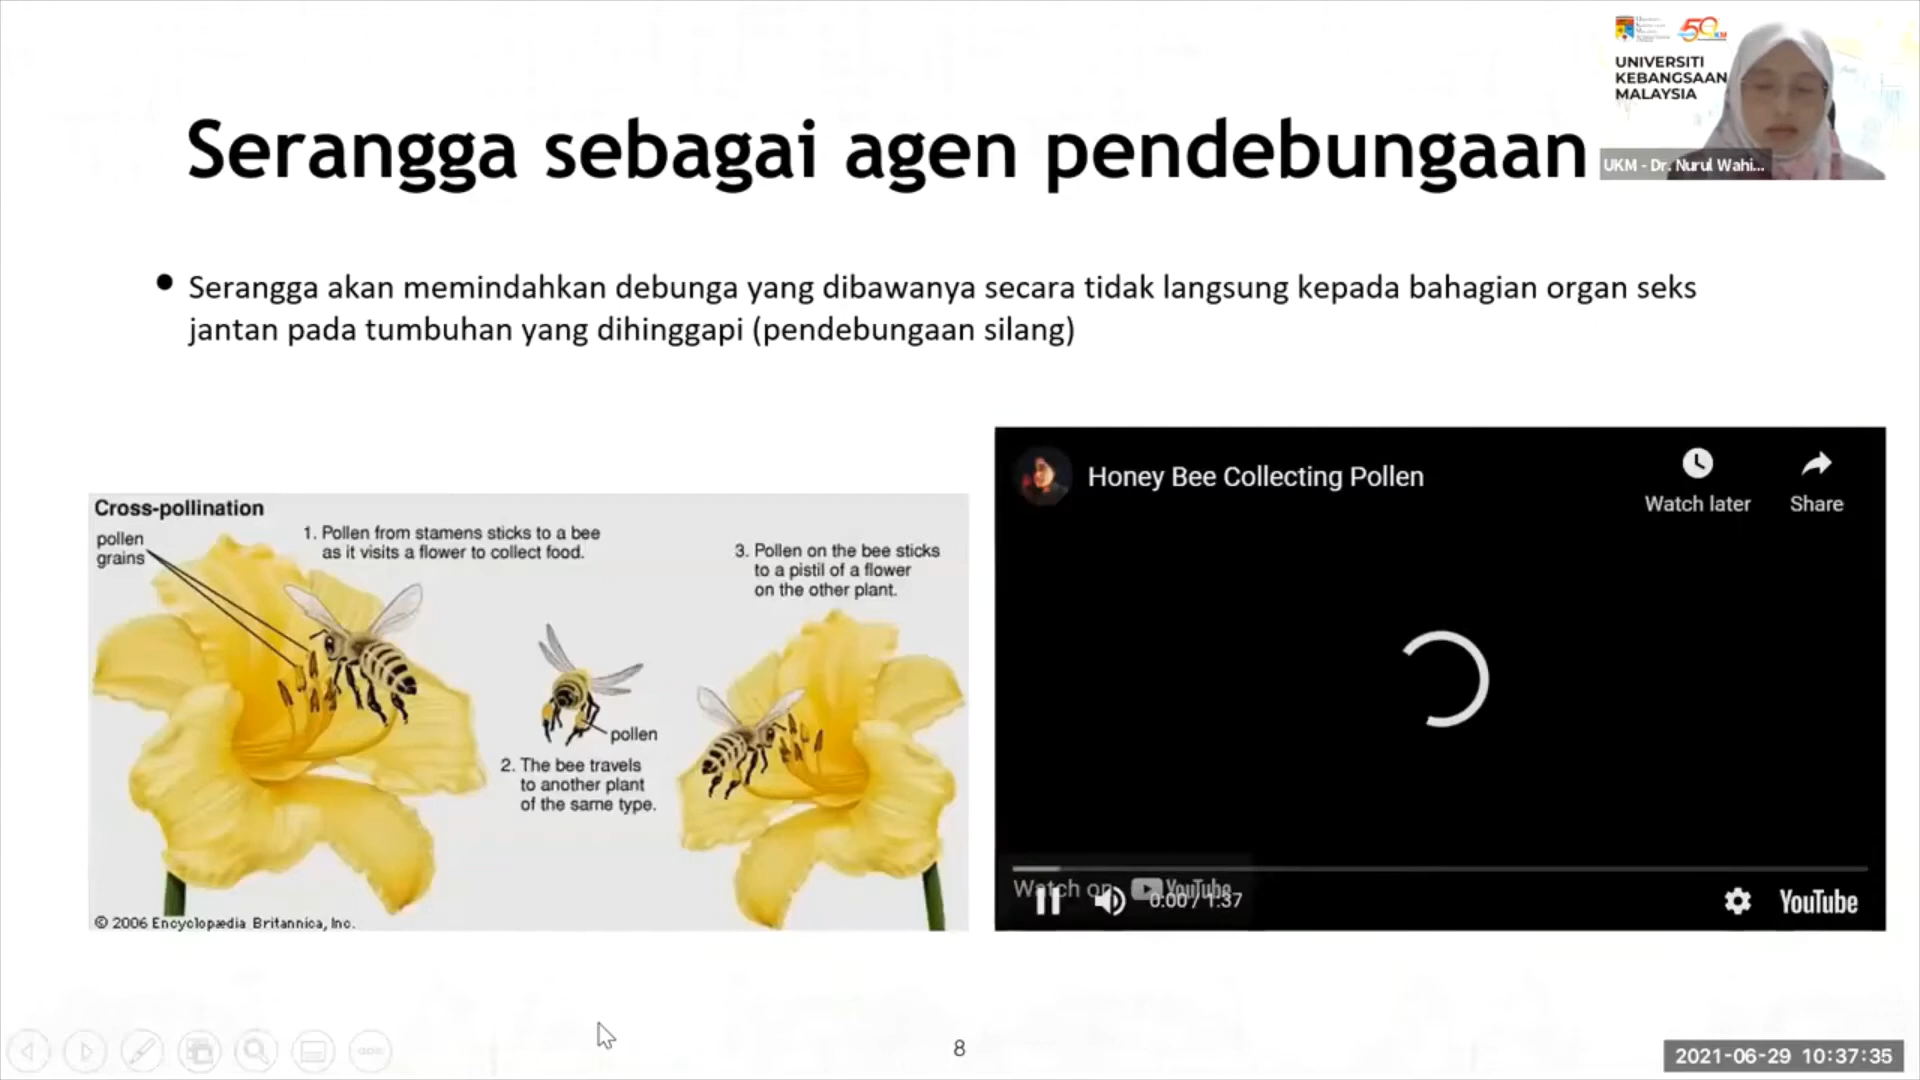 UNIVERSITI
KEBANGSAAN
MALAYSIA
UKM - Dr. Nurul Wahi...
Serangga sebagai agen pendebungaan
• Serangga akan memindahkan debunga yang dibawanya secara tidak langsung kepada bahagian organ seks
jantan pada tumbuhan yang dihinggapi (pendebungaan silang)
Cross-pollination
pollen
grains
1. Pollen from stamens sticks to a bee
as it visits a flower to collect food.
pollen
2. The bee travels
to another plant
of the same type.
3. Pollen on the bee sticks
to a pistil of a flower
on the other plant.
© 2006 Encyclopædia Britannica, Inc.
Honey Bee Collecting Pollen
Watch later
Share
Watch on YouTube
0:00 / 1:37
YouTube
8
2021-06-29 10:37:35